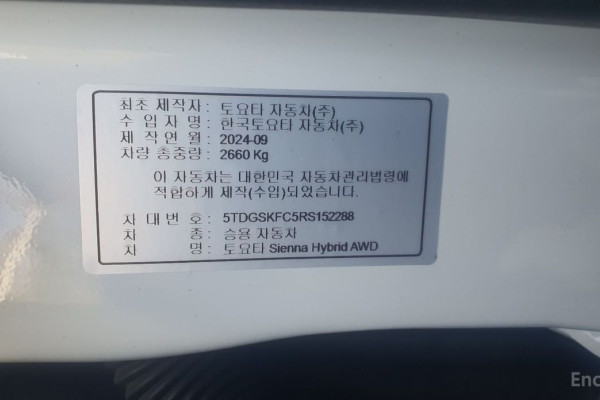 최초 제작자 : 토요타 자동차(주)
수 입 자 명 : 한국토요타 자동차(주)
제 작 연 월 : 2024-09
차량 총중량 : 2660 Kg
이 자동차는 대한민국 자동차관리법령에
적합하게 제작(수입)되었습니다.
차 대 번 호 : 5TDGSKFC5RS152288
차 종 : 승용 자동차
차 명 : 토요타 Sienna Hybrid AWD
Enc